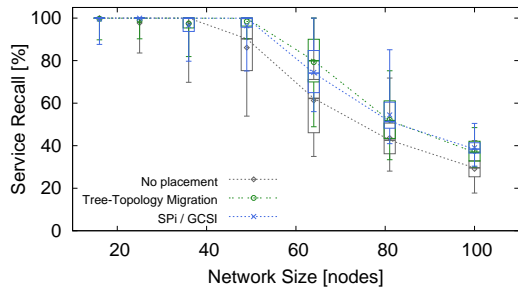 Service Recall [%]
100
80
60
40
20
0
No placement
Tree-Topology Migration
SPi / GCSI
20 40 60 80 100
Network Size [nodes]